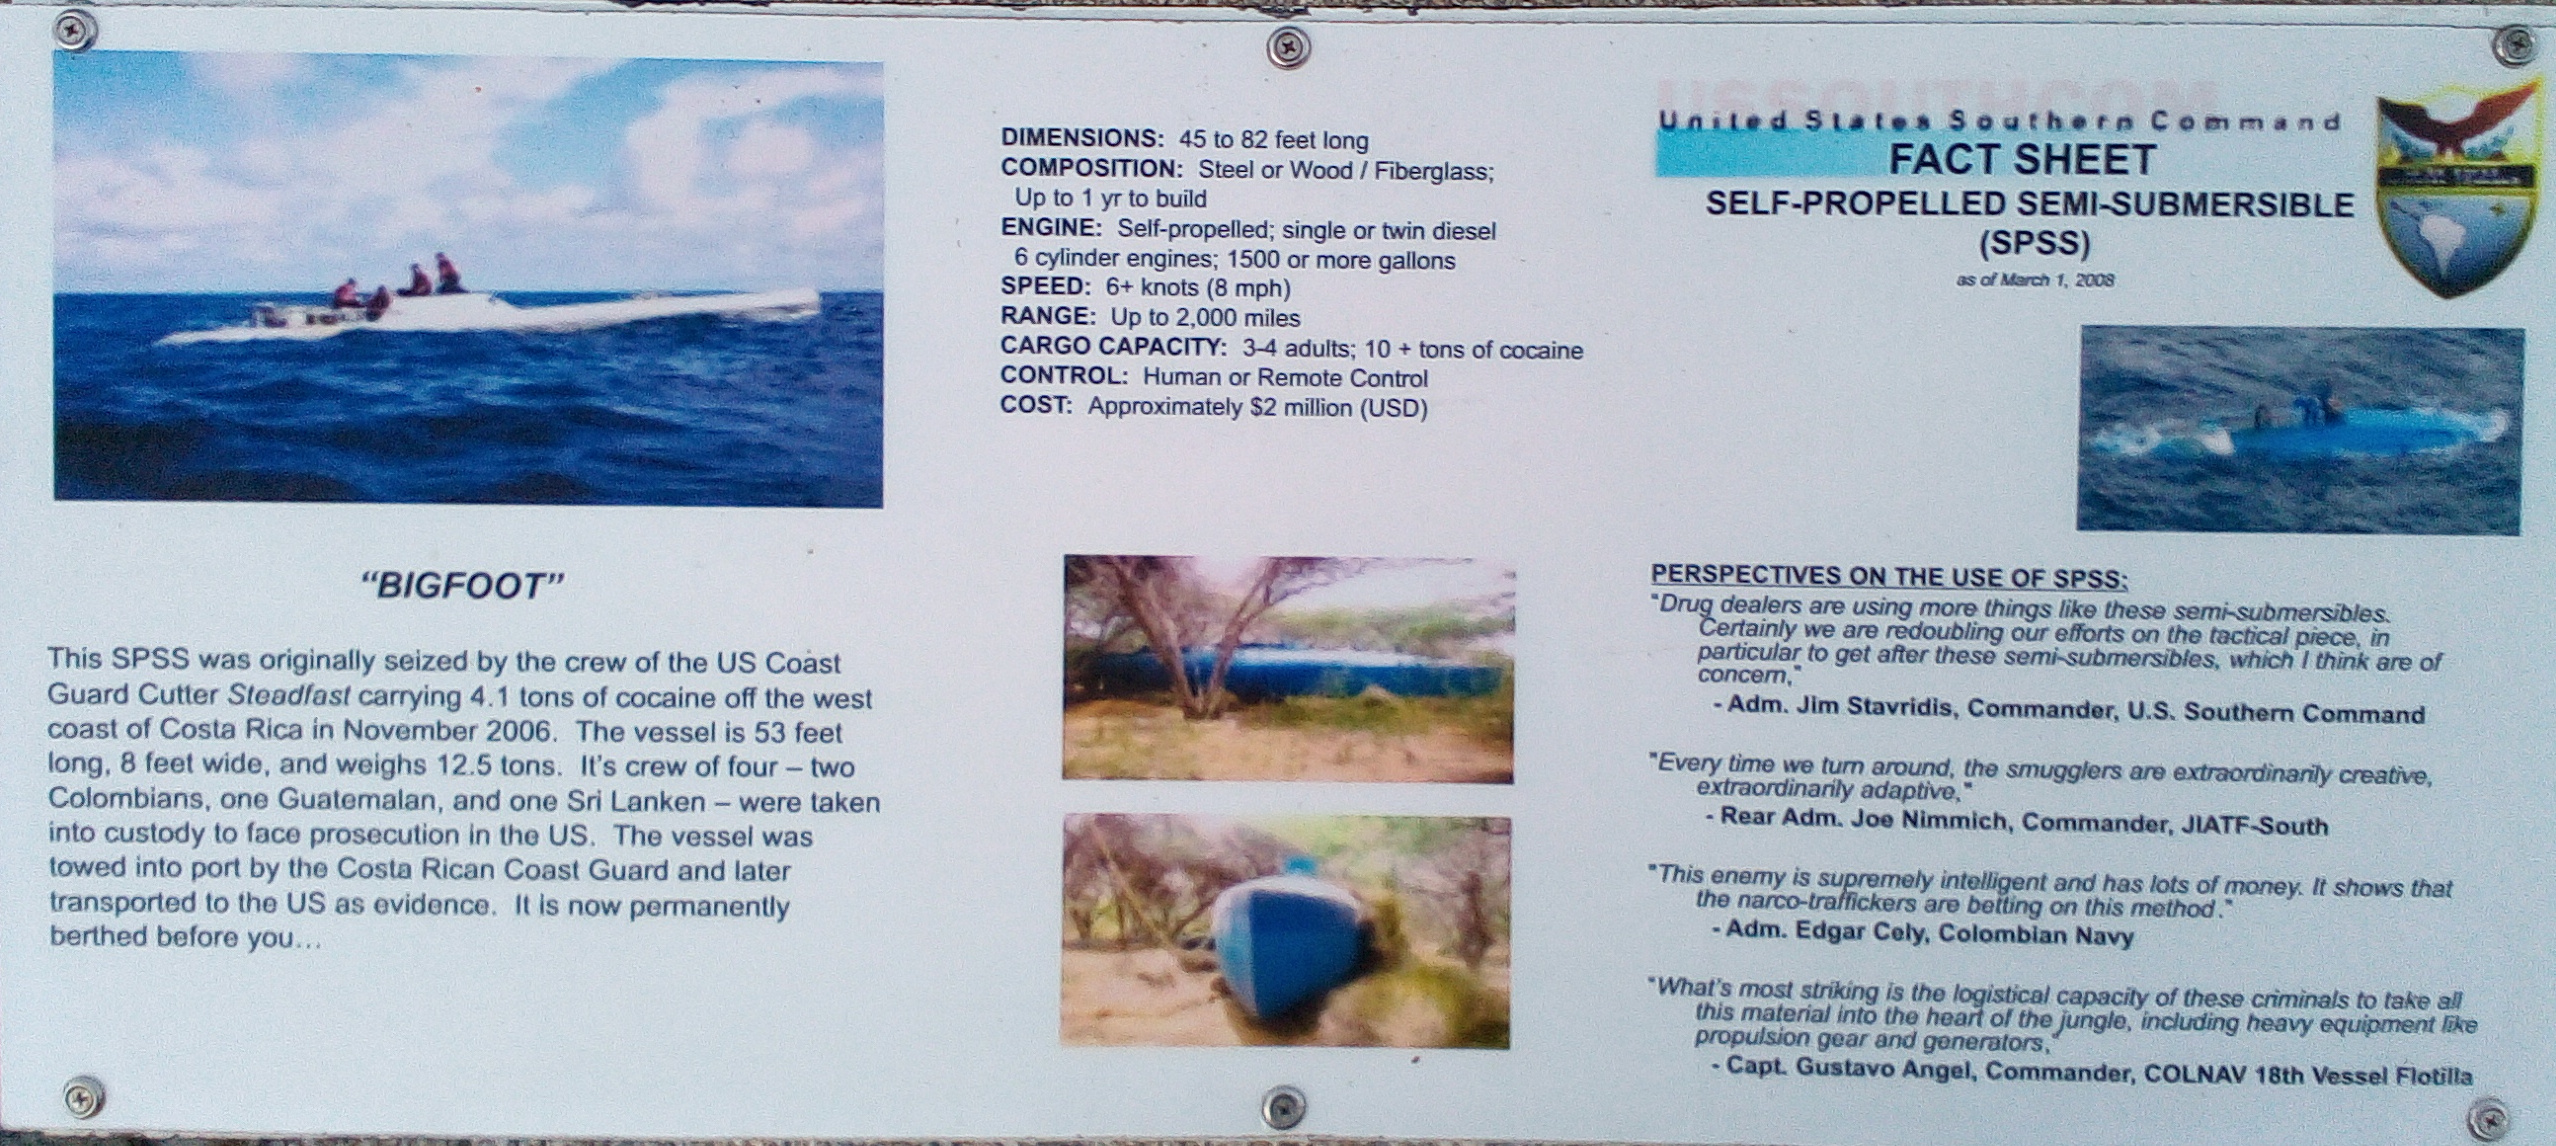 "BIGFOOT"
This SPSS was originally seized by the crew of the US Coast
Guard Cutter Steadfast carrying 4.1 tons of cocaine off the west
coast of Costa Rica in November 2006. The vessel is 53 feet
long, 8 feet wide, and weighs 12.5 tons. It's crew of four – two
Colombians, one Guatemalan, and one Sri Lanken – were taken
into custody to face prosecution in the US. The vessel was
towed into port by the Costa Rican Coast Guard and later
transported to the US as evidence. It is now permanently
berthed before you...
DIMENSIONS: 45 to 82 feet long
COMPOSITION: Steel or Wood / Fiberglass;
Up to 1 yr to build
ENGINE: Self-propelled; single or twin diesel
6 cylinder engines; 1500 or more gallons
SPEED: 6+ knots (8 mph)
RANGE: Up to 2,000 miles
CARGO CAPACITY: 3-4 adults; 10 + tons of cocaine
CONTROL: Human or Remote Control
COST: Approximately $2 million (USD)
USSOUTHCOM
United States Southern Command
FACT SHEET
SELF-PROPELLED SEMI-SUBMERSIBLE
(SPSS)
as of March 1, 2008
PERSPECTIVES ON THE USE OF SPSS:
"Drug dealers are using more things like these semi-submersibles.
Certainly we are redoubling our efforts on the tactical piece, in
particular to get after these semi-submersibles, which I think are of
concern,"
- Adm. Jim Stavridis, Commander, U.S. Southern Command
"Every time we turn around, the smugglers are extraordinarily creative,
extraordinarily adaptive,"
- Rear Adm. Joe Nimmich, Commander, JIATF-South
"This enemy is supremely intelligent and has lots of money. It shows that
the narco-traffickers are betting on this method."
- Adm. Edgar Cely, Colombian Navy
"What's most striking is the logistical capacity of these criminals to take all
this material into the heart of the jungle, including heavy equipment like
propulsion gear and generators,"
- Capt. Gustavo Angel, Commander, COLNAV 18th Vessel Flotilla